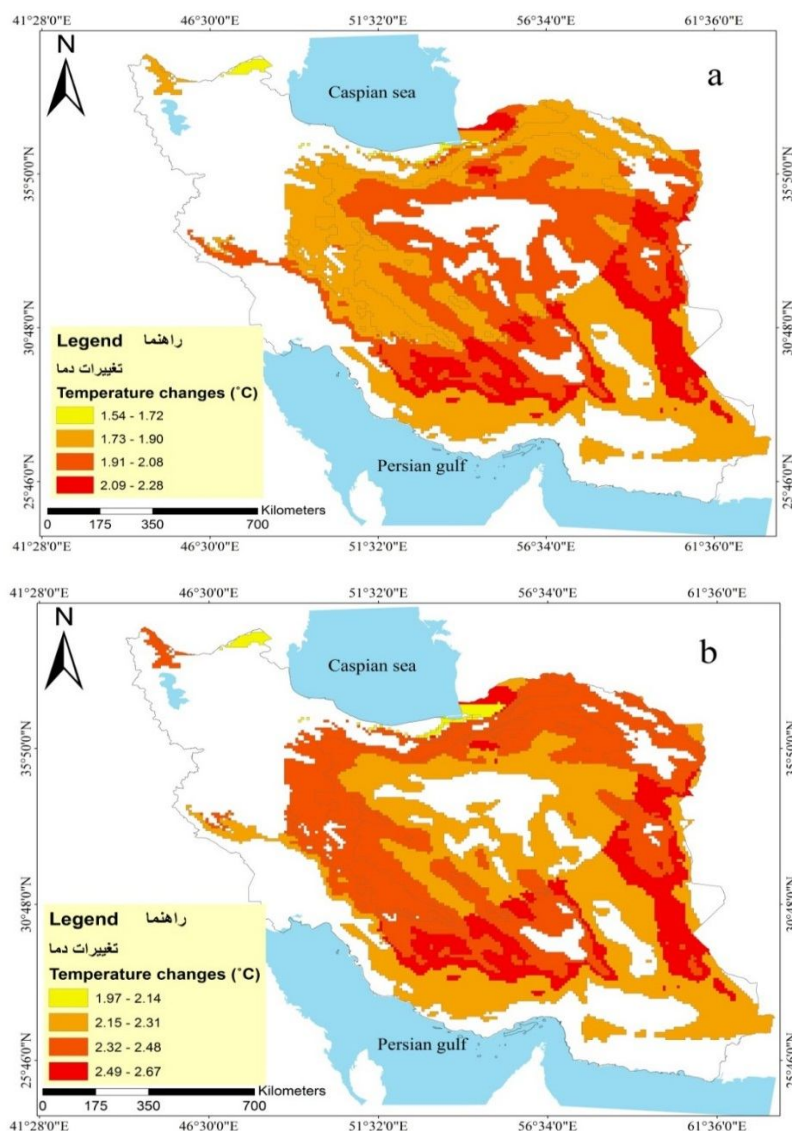 41°28'0"E 46°30'0"E 51°32'0"E 56°34'0"E 61°36'0"E
N
a
Caspian sea
35°50'0"N
35°50'0"N
30°48'0"N
30°48'0"N
Legend راهنما
تغییرات دما
Temperature changes (°C)
1.54 - 1.72
1.73 - 1.90
1.91 - 2.08
2.09 - 2.28
Persian gulf
25°46'0"N
25°46'0"N
Kilometers
0 175 350 700
41°28'0"E 46°30'0"E 51°32'0"E 56°34'0"E 61°36'0"E
41°28'0"E 46°30'0"E 51°32'0"E 56°34'0"E 61°36'0"E
N
b
Caspian sea
35°50'0"N
35°50'0"N
30°48'0"N
30°48'0"N
Legend راهنما
تغییرات دما
Temperature changes (°C)
1.97 - 2.14
2.15 - 2.31
2.32 - 2.48
2.49 - 2.67
Persian gulf
25°46'0"N
25°46'0"N
Kilometers
0 175 350 700
41°28'0"E 46°30'0"E 51°32'0"E 56°34'0"E 61°36'0"E